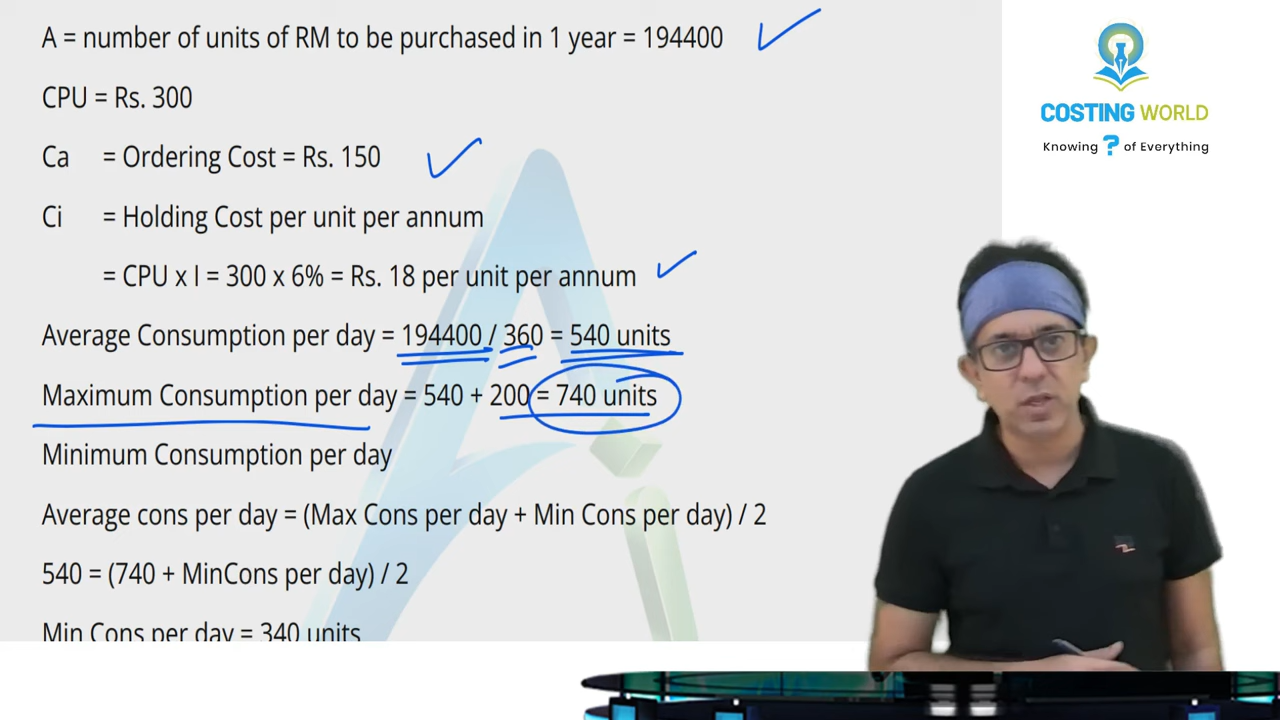 A = number of units of RM to be purchased in 1 year = 194400
CPU = Rs. 300
Ca = Ordering Cost = Rs. 150
Ci = Holding Cost per unit per annum
= CPU x I = 300 x 6% = Rs. 18 per unit per annum
Average Consumption per day = 194400 / 360 = 540 units
Maximum Consumption per day = 540 + 200 = 740 units
Minimum Consumption per day
Average cons per day = (Max Cons per day + Min Cons per day) / 2
540 = (740 + MinCons per day) / 2
Min Cons per day = 340 units
COSTING WORLD
Knowing ? of Everything